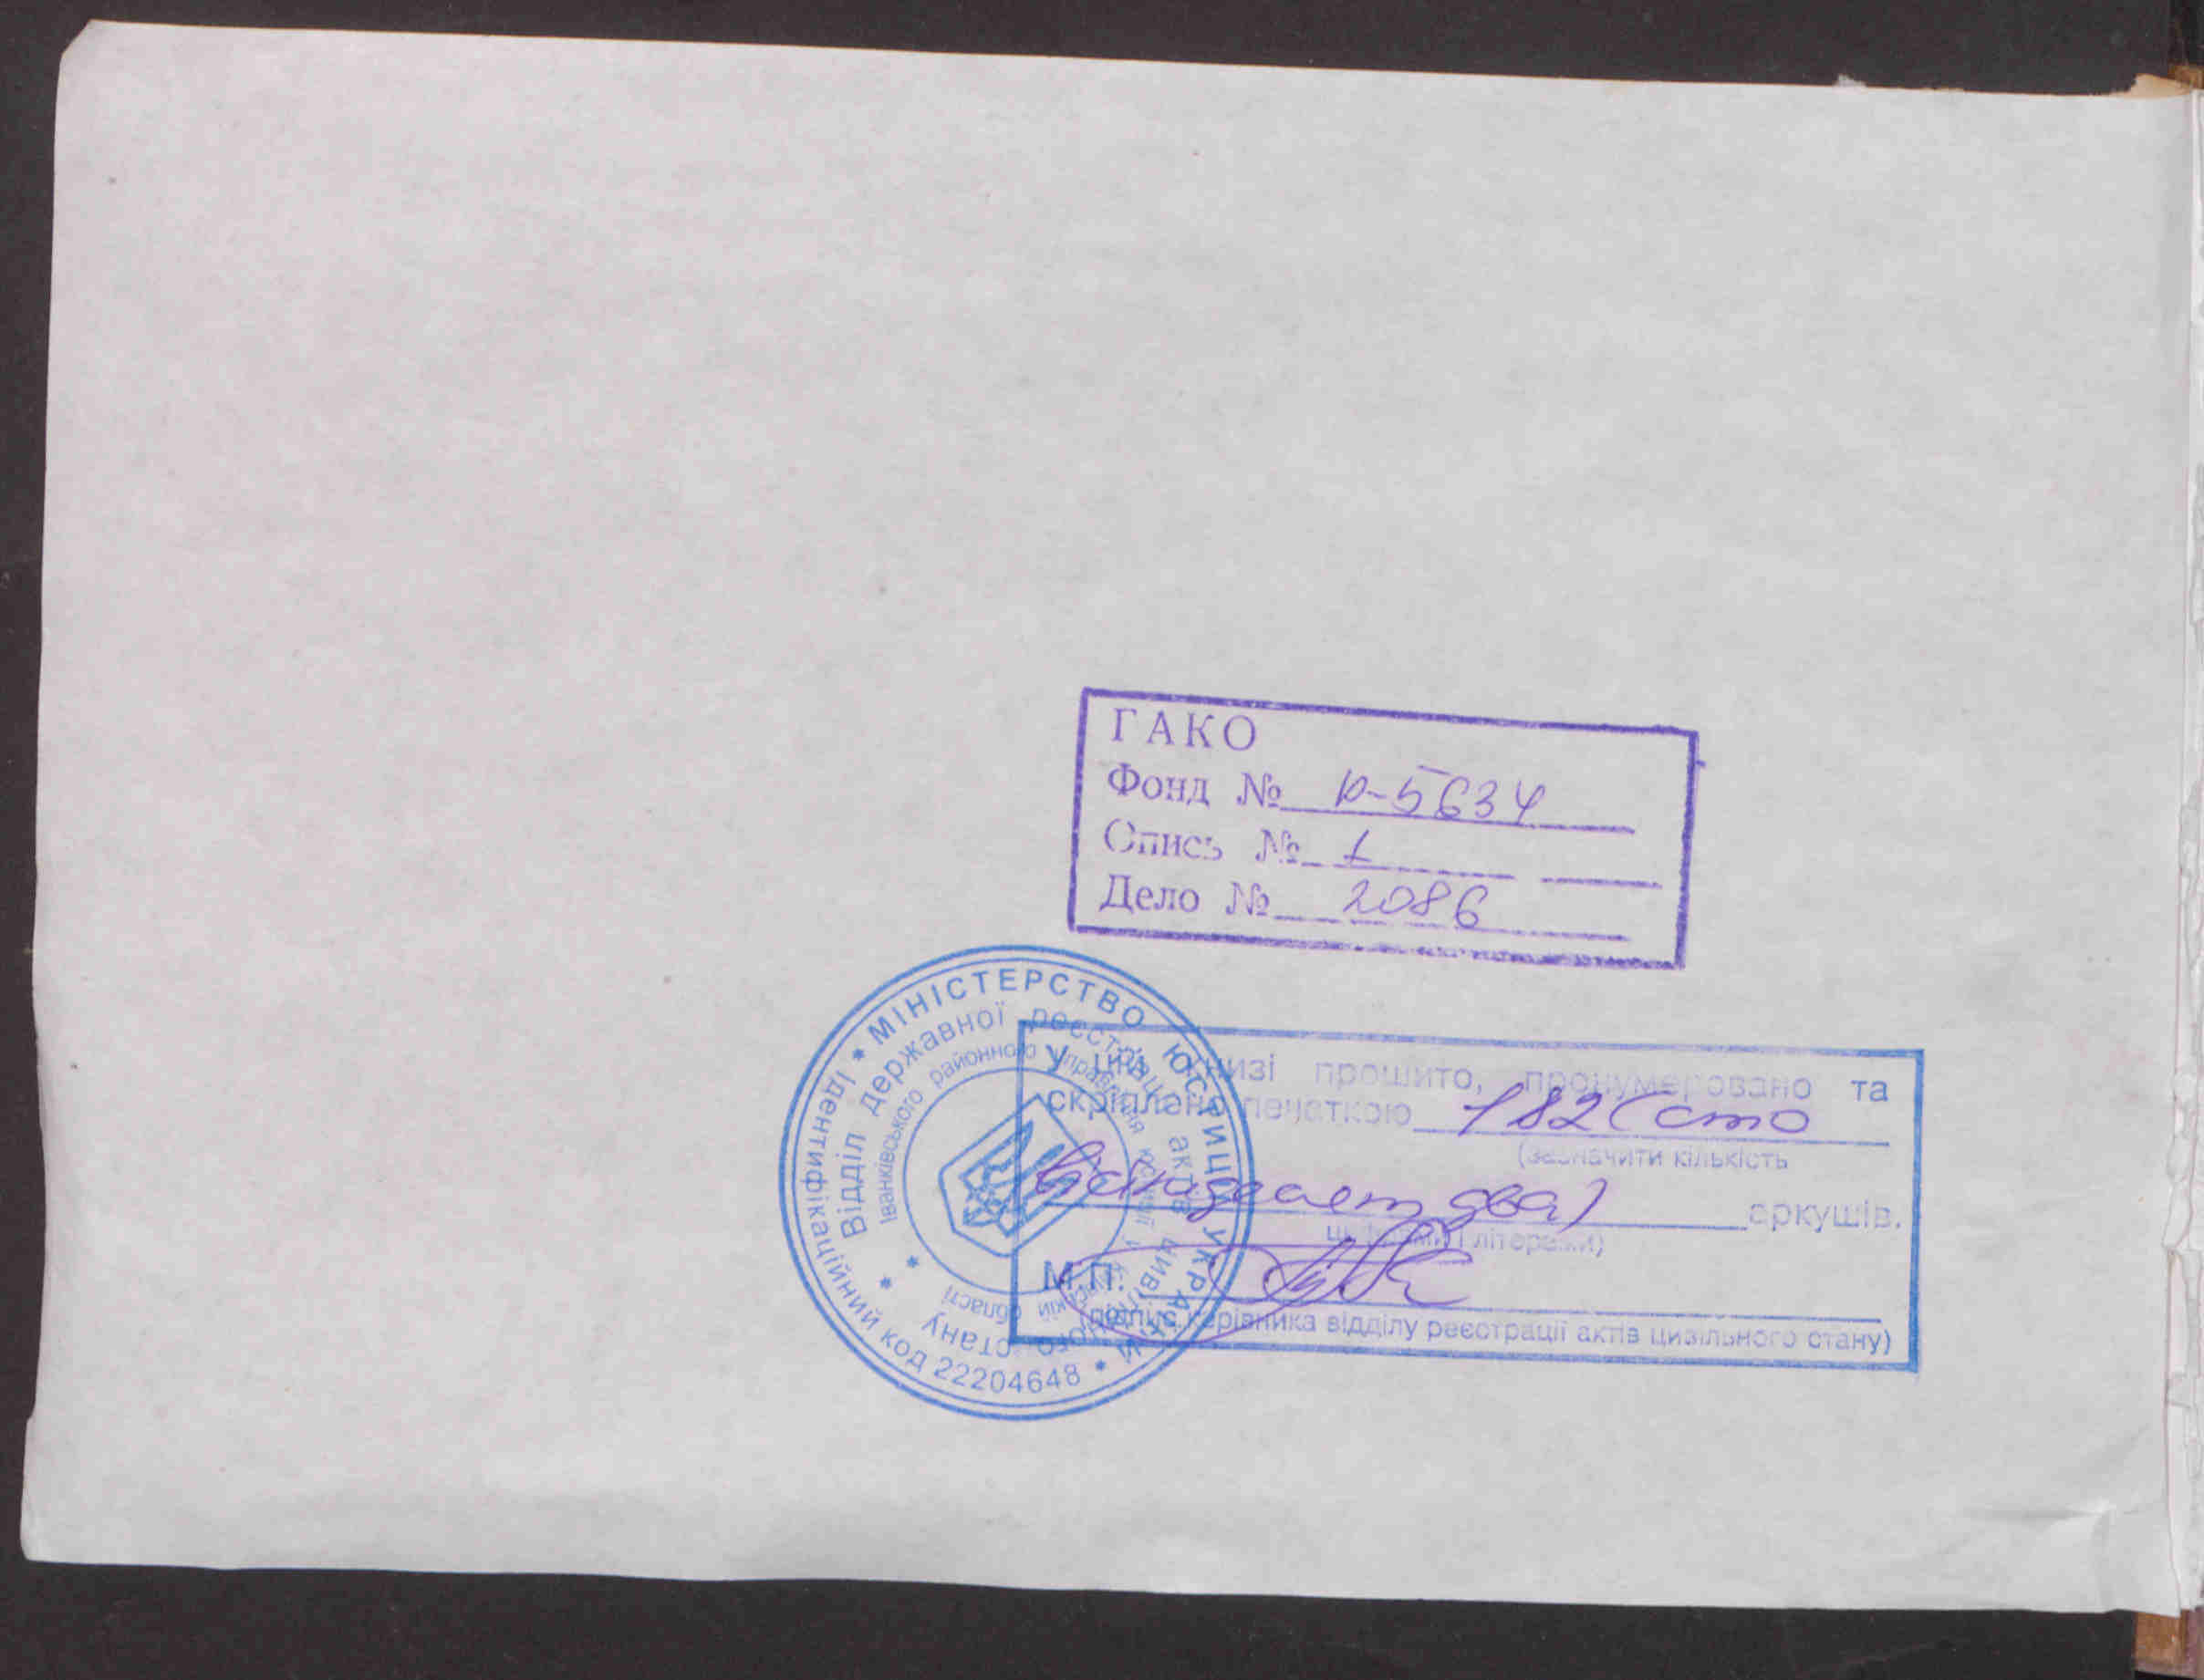 ГАКО
Фонд № р-5634
Опись № 1
Дело № 2086
* МІНІСТЕРСТВО ЮСТИЦІЇ УКРАЇНИ * Ідентифікаційний код 22204648
Відділ державної реєстрації актів цивільного стану
Іванківського районного управління юстиції у Київській області
У цій книзі прошито, пронумеровано та
скріплено печаткою 182 (сто
(зазначити кількість
вісімдесят два) аркушів.
цифрами і літерами)
М.П.
(підпис керівника відділу реєстрації актів цивільного стану)